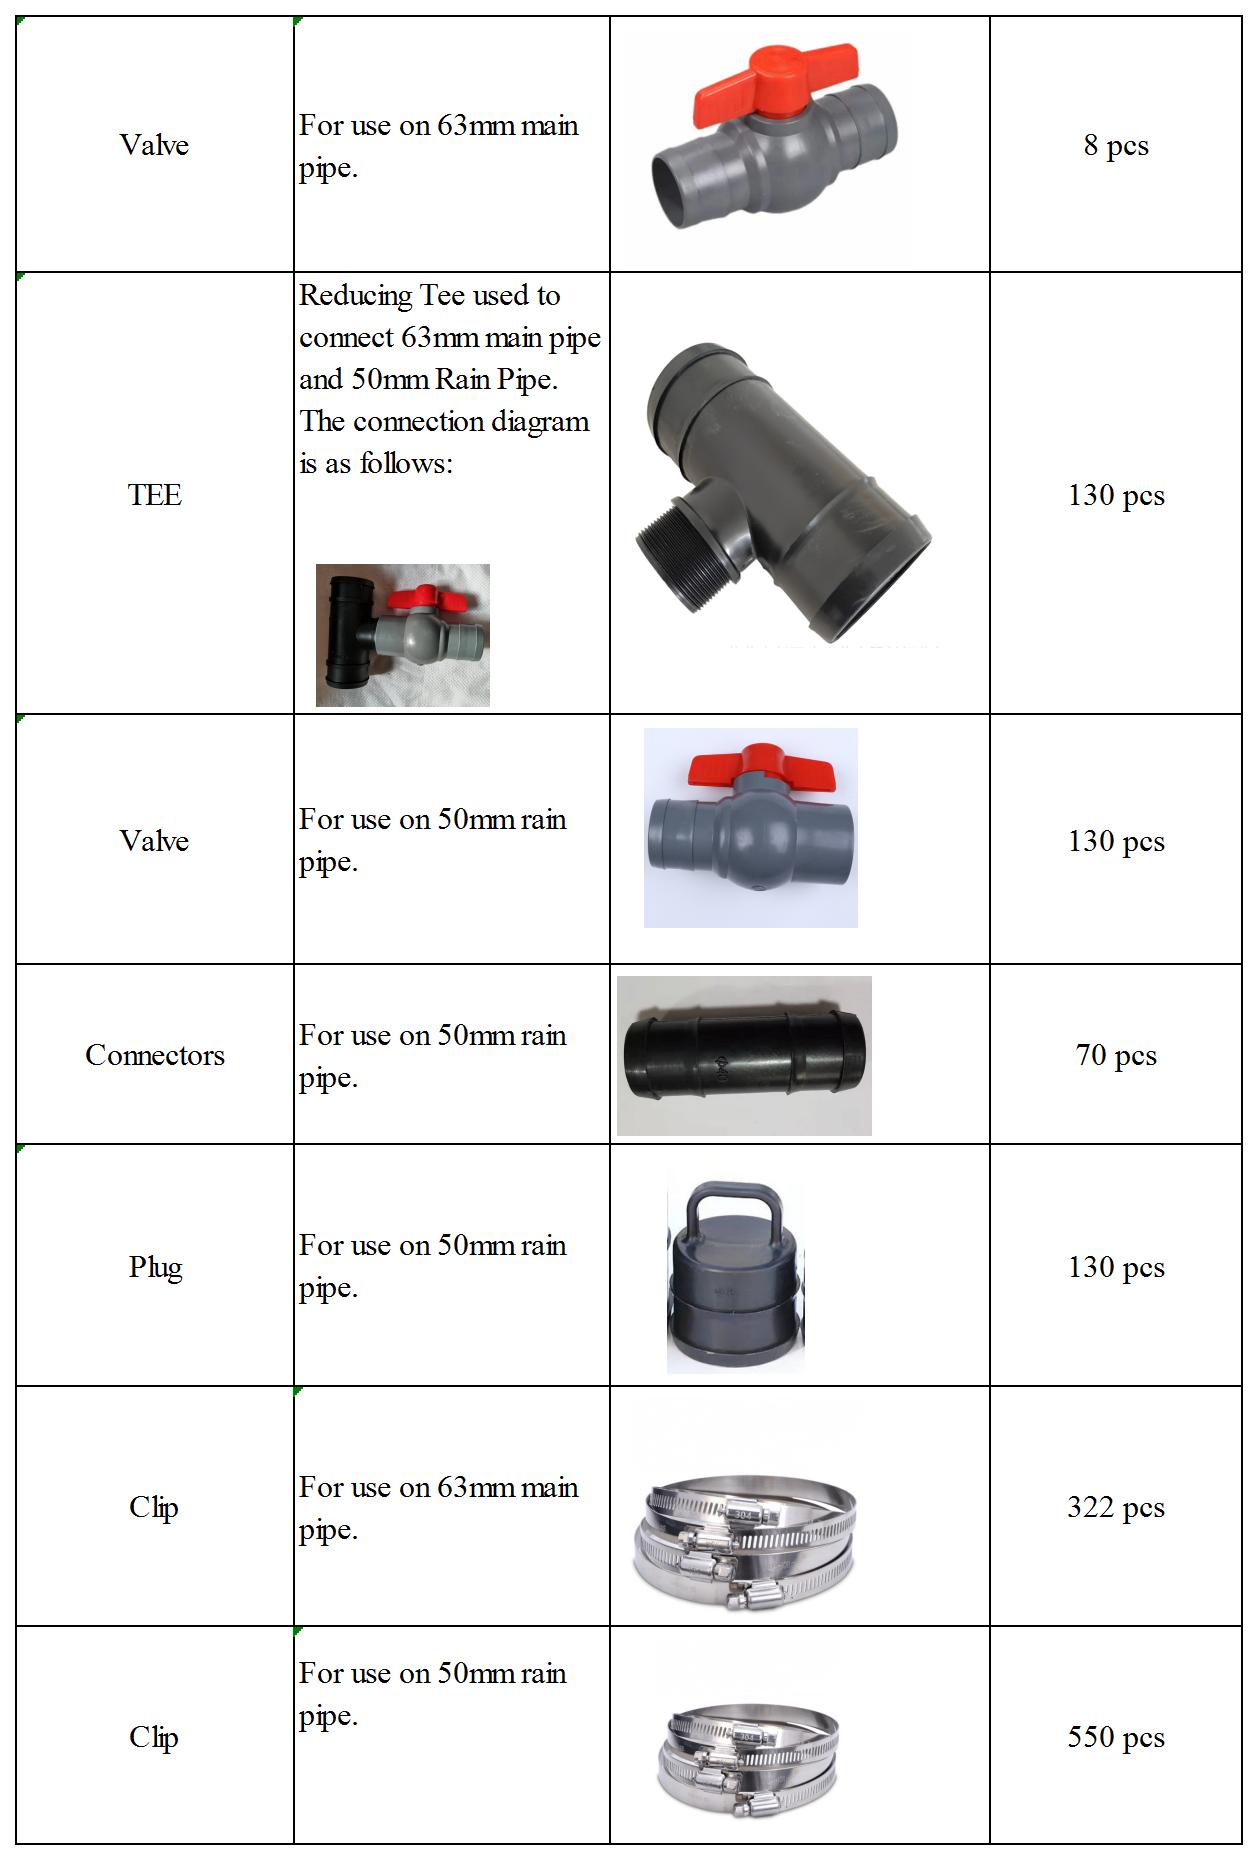 Valve
For use on 63mm main
pipe.
8 pcs
TEE
Reducing Tee used to
connect 63mm main pipe
and 50mm Rain Pipe.
The connection diagram
is as follows:
130 pcs
Valve
For use on 50mm rain
pipe.
130 pcs
Connectors
For use on 50mm rain
pipe.
70 pcs
Plug
For use on 50mm rain
pipe.
130 pcs
Clip
For use on 63mm main
pipe.
304
322 pcs
Clip
For use on 50mm rain
pipe.
304
550 pcs